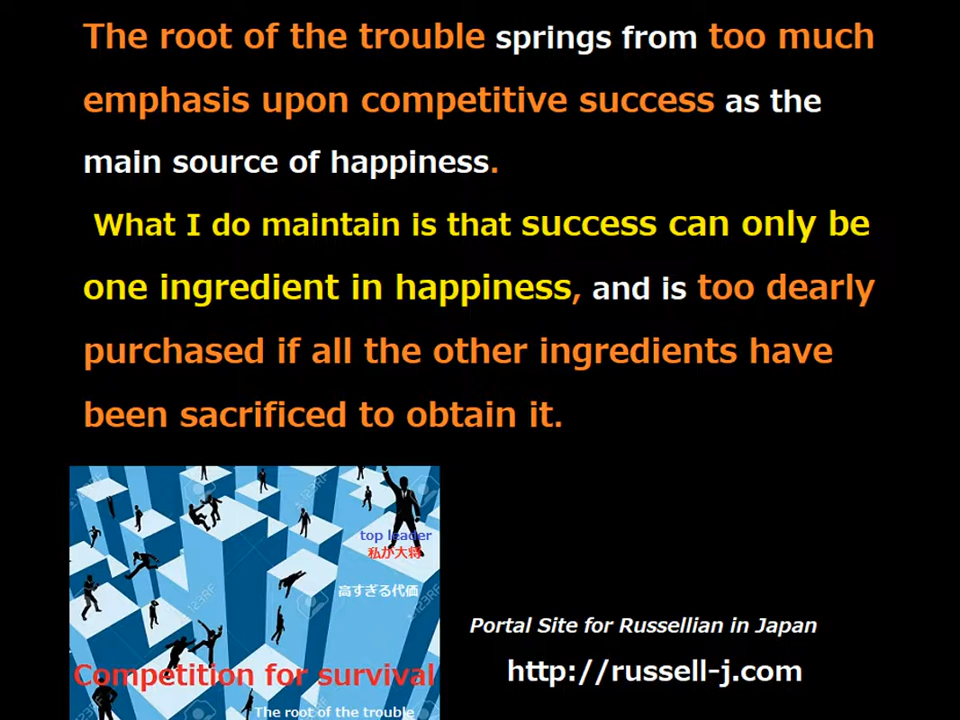 The root of the trouble springs from too much
emphasis upon competitive success as the
main source of happiness.
What I do maintain is that success can only be
one ingredient in happiness, and is too dearly
purchased if all the other ingredients have
been sacrificed to obtain it.
top leader
私が大将
高すぎる代価
123RF
123RF
Competition for survival
The root of the trouble
Portal Site for Russellian in Japan
http://russell-j.com